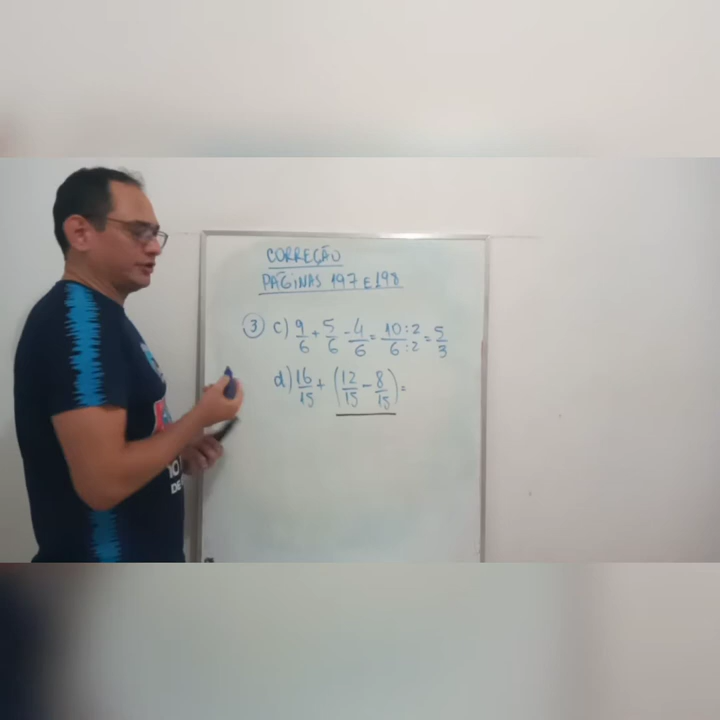 CORREÇÃO
PÁGINAS 197 E 198
③ c) 9/6 + 5/6 - 4/6 = 10:2/6:2 = 5/3
d) 16/15 + (12/15 - 8/15) =